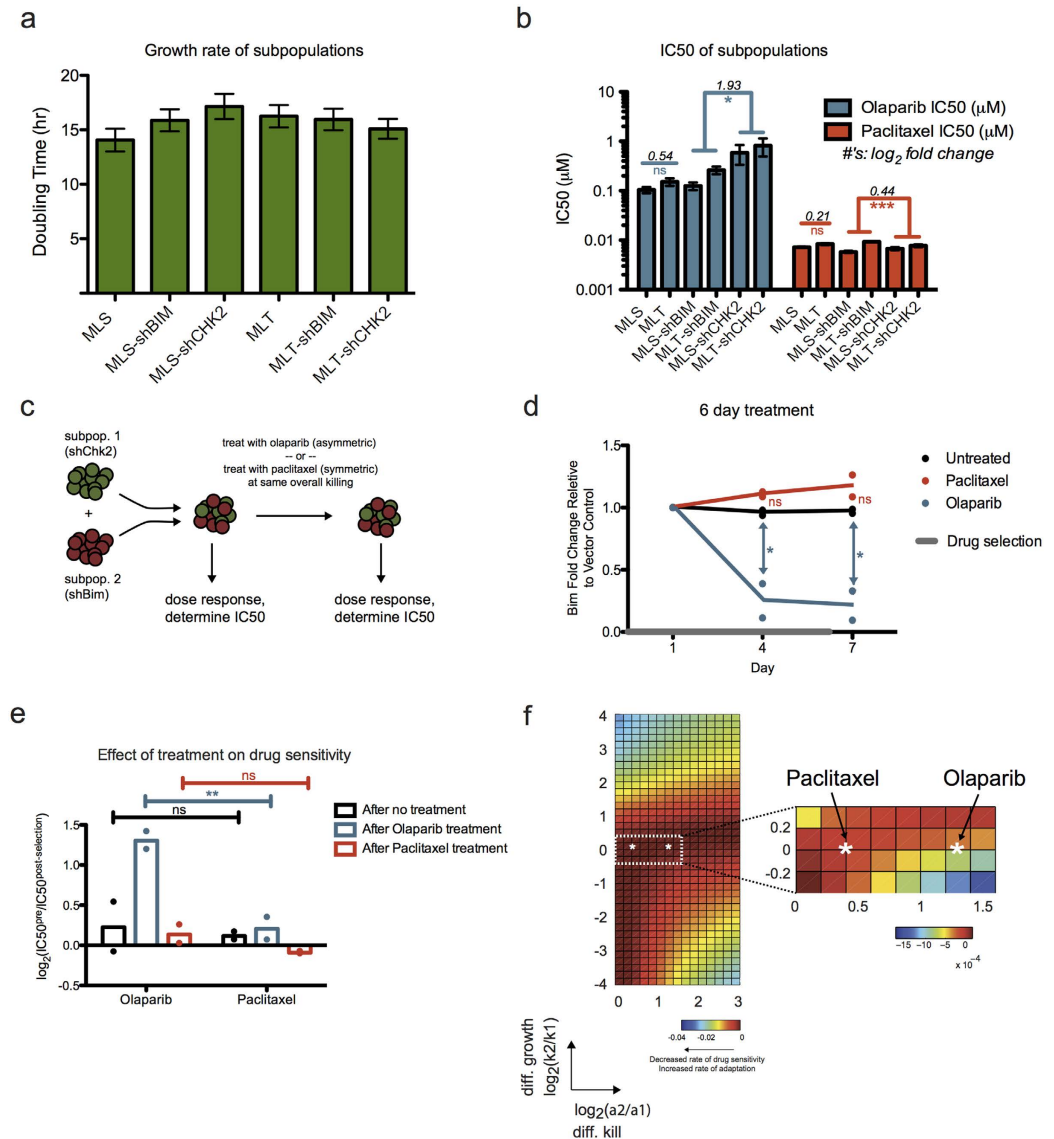 a
Growth rate of subpopulations
Doubling Time (hr)
20
15
10
5
MLS
MLS-shBIM
MLS-shCHK2
MLT
MLT-shBIM
MLT-shCHK2
b
IC50 of subpopulations
IC50 (µM)
10
1
0.1
0.01
0.001
1.93
*
0.54
ns
0.21
ns
0.44
***
Olaparib IC50 (µM)
Paclitaxel IC50 (µM)
#'s: log2 fold change
MLS
MLT
MLS-shBIM
MLT-shBIM
MLS-shCHK2
MLT-shCHK2
MLS
MLT
MLS-shBIM
MLT-shBIM
MLS-shCHK2
MLT-shCHK2
c
subpop. 1
(shChk2)
+
subpop. 2
(shBim)
treat with olaparib (asymmetric)
-- or --
treat with paclitaxel (symmetric)
at same overall killing
dose response,
determine IC50
dose response,
determine IC50
d
6 day treatment
Bim Fold Change Relative
to Vector Control
1.5
1.0
0.5
0.0
ns
ns
*
*
1
4
7
Day
Untreated
Paclitaxel
Olaparib
Drug selection
e
Effect of treatment on drug sensitivity
ns
**
ns
After no treatment
After Olaparib treatment
After Paclitaxel treatment
log2(IC50pre/IC50post-selection)
1.5
1.0
0.5
0.0
-0.5
Olaparib
Paclitaxel
f
4
3
2
1
0
-1
-2
-3
-4
* *
0 1 2 3
Paclitaxel
Olaparib
0.2
0
-0.2
* *
0 0.5 1.0 1.5
-15 -10 -5 0
x 10-4
-0.04 -0.02 0
Decreased rate of drug sensitivity
Increased rate of adaptation
diff. growth
log2(k2/k1)
log2(a2/a1)
diff. kill